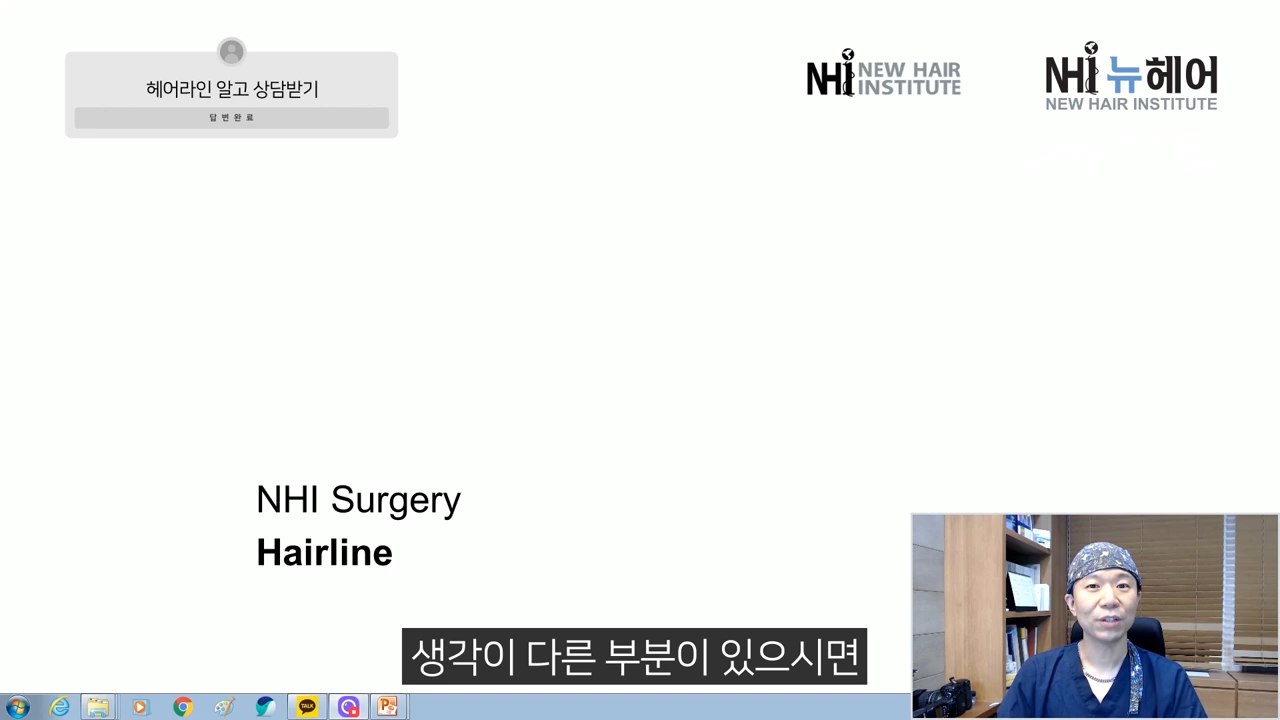 헤어라인 알고 상담받기
답변완료
NHI NEW HAIR
INSTITUTE
NHI 뉴헤어
NEW HAIR INSTITUTE
NHI Surgery
Hairline
생각이 다른 부분이 있으시면
TALK